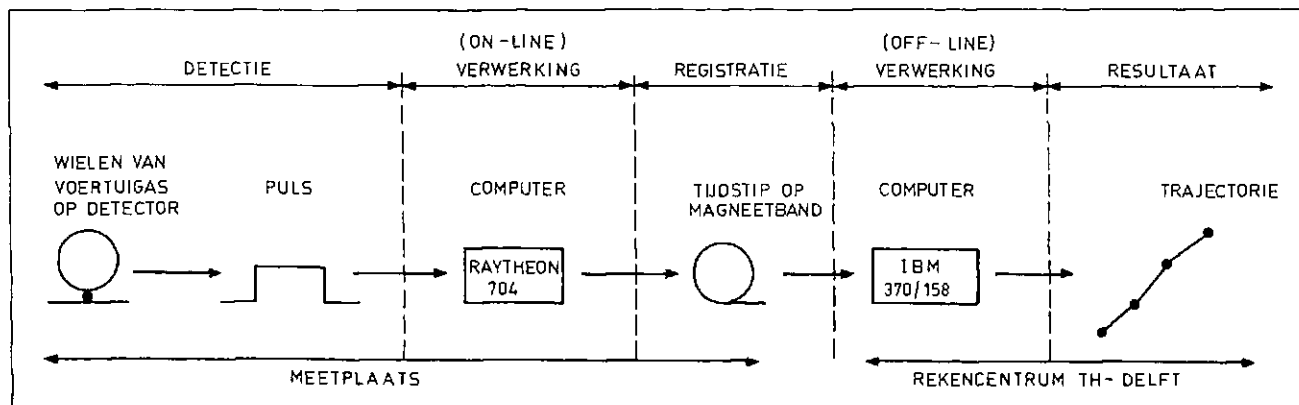 DETECTIE
(ON-LINE)
VERWERKING
REGISTRATIE
(OFF-LINE)
VERWERKING
RESULTAAT
WIELEN VAN
VOERTUIGAS
OP DETECTOR
PULS
COMPUTER
TIJDSTIP OP
MAGNEETBAND
COMPUTER
TRAJECTORIE
RAYTHEON
704
IBM
370/158
MEETPLAATS
REKENCENTRUM TH-DELFT